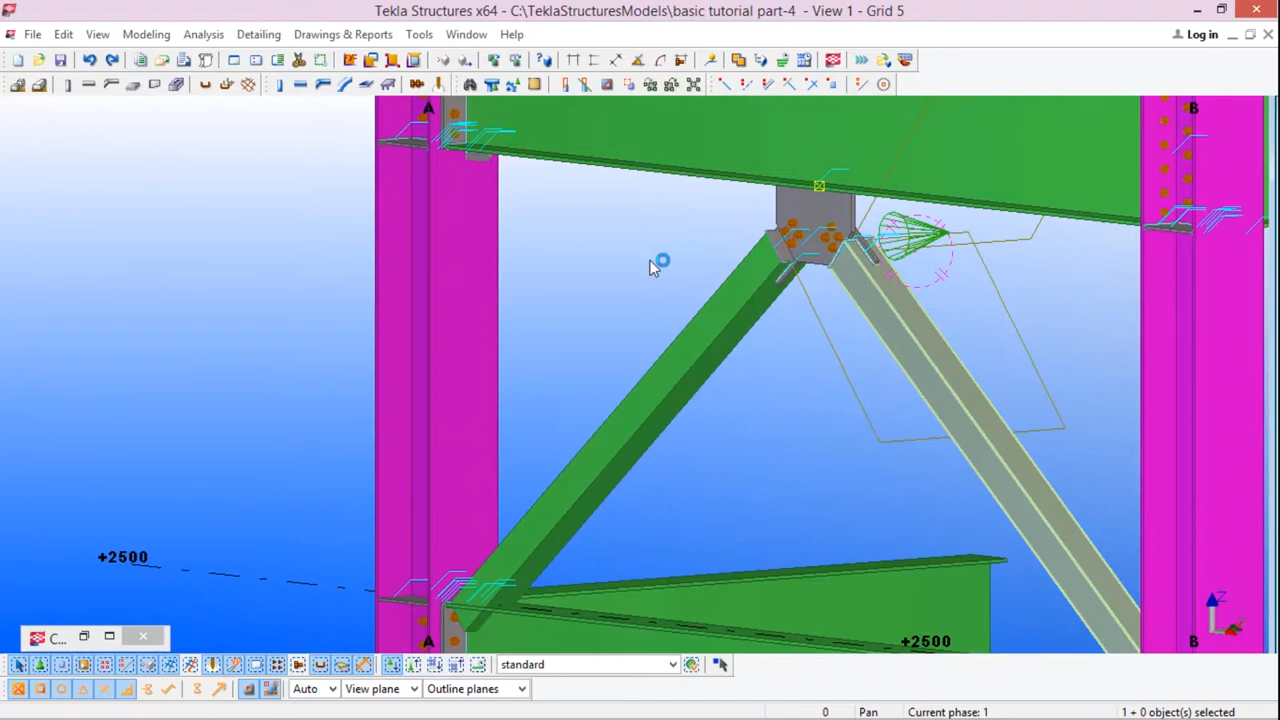 Tekla Structures x64 - C:\TeklaStructuresModels\basic tutorial part-4 - View 1 - Grid 5
File Edit View Modeling Analysis Detailing Drawings & Reports Tools Window Help Log in
A B
+2500
Z
C...
A +2500 B
standard
Auto View plane Outline planes
0 Pan Current phase: 1 1 + 0 object(s) selected